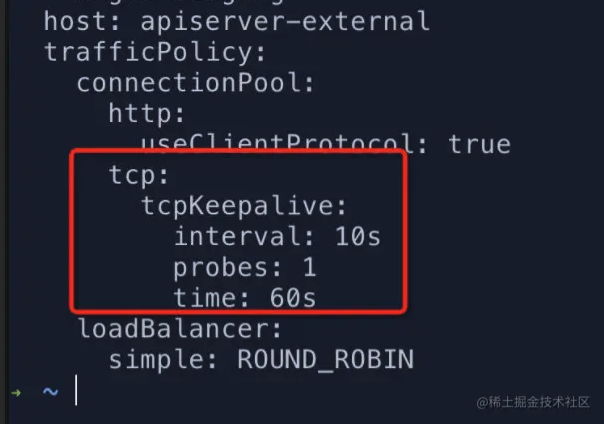 host: apiserver-external
trafficPolicy:
connectionPool:
http:
useClientProtocol: true
tcp:
tcpKeepalive:
interval: 10s
probes: 1
time: 60s
loadBalancer:
simple: ROUND_ROBIN
→ ~
@稀土掘金技术社区